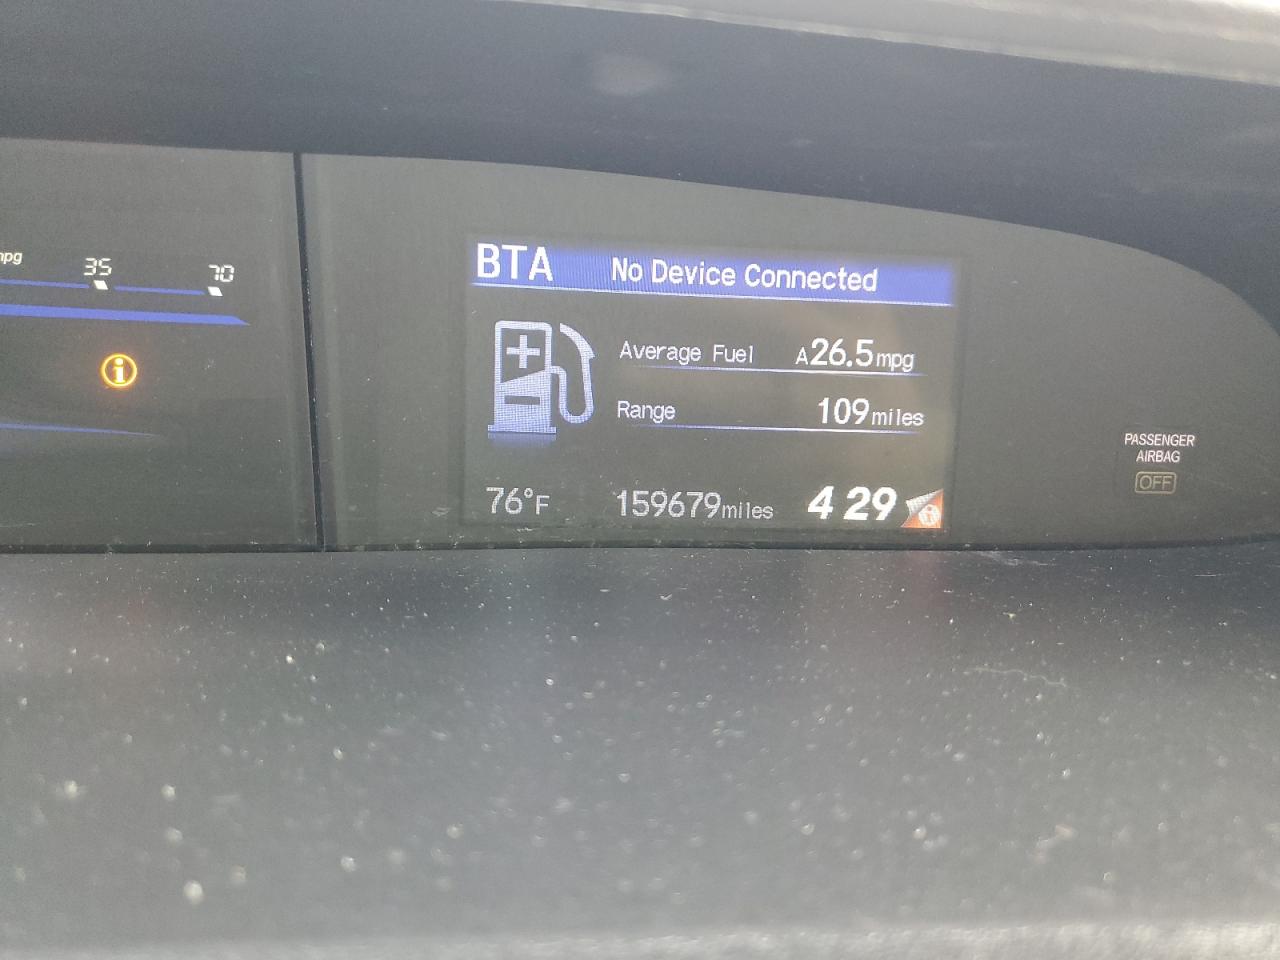 mpg 35 70
BTA No Device Connected
Average Fuel A26.5mpg
Range 109miles
PASSENGER
AIRBAG
OFF
76°F 159679miles 4 29